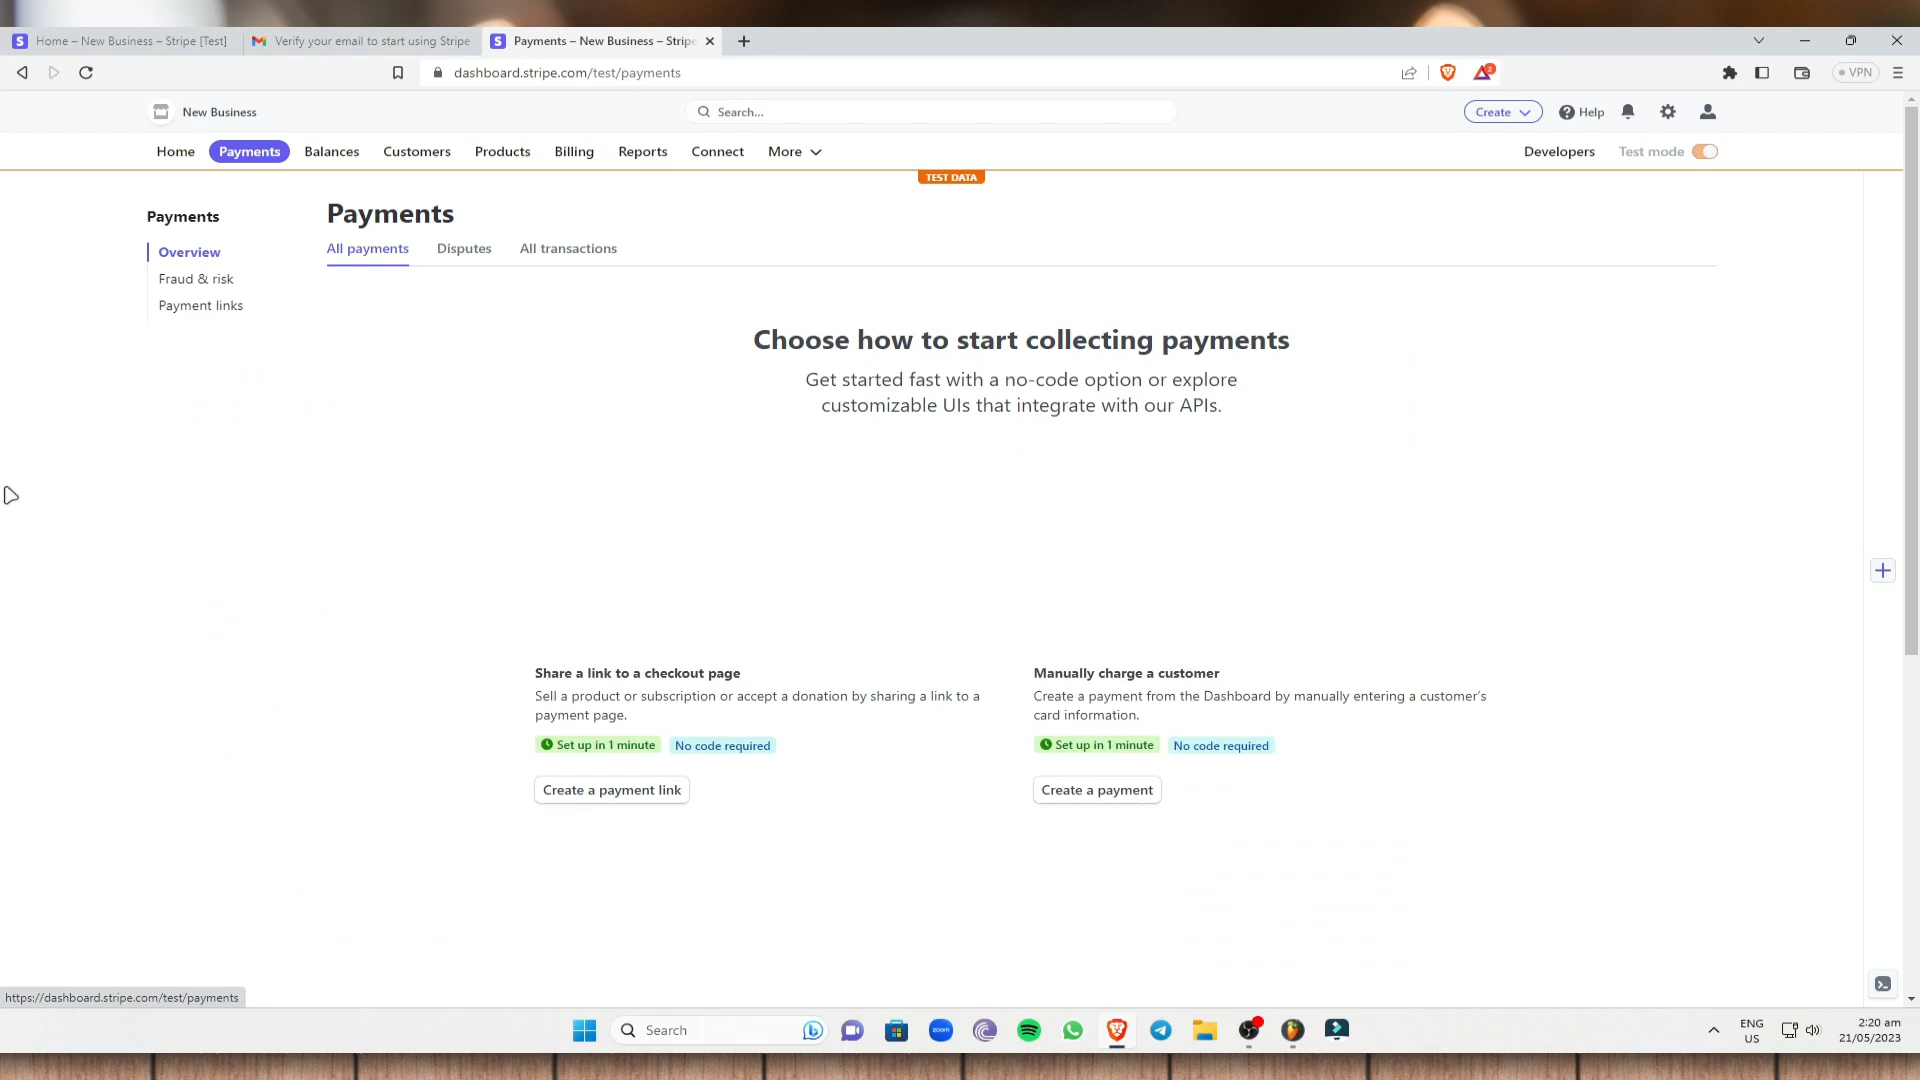 Home – New Business – Stripe [Test]
Verify your email to start using Stripe
Payments – New Business – Stripe
dashboard.stripe.com/test/payments
2
VPN
New Business
Search...
Create
Help
Home
Payments
Balances
Customers
Products
Billing
Reports
Connect
More
Developers
Test mode
TEST DATA
Payments
Overview
Fraud & risk
Payment links
Payments
All payments
Disputes
All transactions
Choose how to start collecting payments
Get started fast with a no-code option or explore
customizable UIs that integrate with our APIs.
Share a link to a checkout page
Sell a product or subscription or accept a donation by sharing a link to a
payment page.
Set up in 1 minute
No code required
Create a payment link
Manually charge a customer
Create a payment from the Dashboard by manually entering a customer's
card information.
Set up in 1 minute
No code required
Create a payment
https://dashboard.stripe.com/test/payments
Search
zoom
ENG
US
2:20 am
21/05/2023